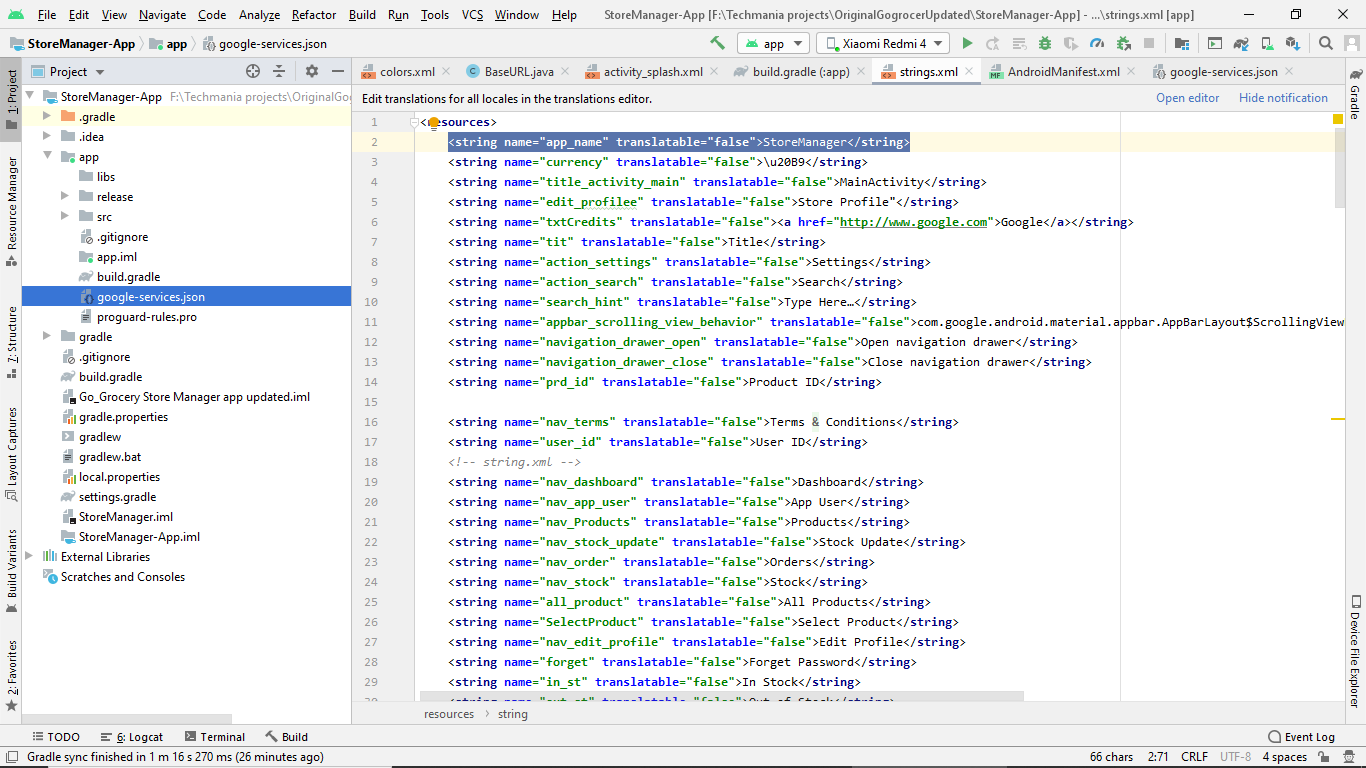 File Edit View Navigate Code Analyze Refactor Build Run Tools VCS Window Help StoreManager-App [F:\Techmania projects\OriginalGogrocerUpdated\StoreManager-App] - ...\strings.xml [app]
StoreManager-App app google-services.json app Xiaomi Redmi 4
Project colors.xml BaseURL.java activity_splash.xml build.gradle (:app) strings.xml AndroidManifest.xml google-services.json
1: Project
Resource Manager
7: Structure
Layout Captures
Build Variants
2: Favorites
StoreManager-App F:\Techmania projects\OriginalGo
.gradle
.idea
app
libs
release
src
.gitignore
app.iml
build.gradle
google-services.json
proguard-rules.pro
gradle
.gitignore
build.gradle
Go_Grocery Store Manager app updated.iml
gradle.properties
gradlew
gradlew.bat
local.properties
settings.gradle
StoreManager.iml
StoreManager-App.iml
External Libraries
Scratches and Consoles
Edit translations for all locales in the translations editor. Open editor Hide notification
1 <resources>
2 <string name="app_name" translatable="false">StoreManager</string>
3 <string name="currency" translatable="false">\u20B9</string>
4 <string name="title_activity_main" translatable="false">MainActivity</string>
5 <string name="edit_profilee" translatable="false">Store Profile"</string>
6 <string name="txtCredits" translatable="false"><a href="http://www.google.com">Google</a></string>
7 <string name="tit" translatable="false">Title</string>
8 <string name="action_settings" translatable="false">Settings</string>
9 <string name="action_search" translatable="false">Search</string>
10 <string name="search_hint" translatable="false">Type Here…</string>
11 <string name="appbar_scrolling_view_behavior" translatable="false">com.google.android.material.appbar.AppBarLayout$ScrollingView
12 <string name="navigation_drawer_open" translatable="false">Open navigation drawer</string>
13 <string name="navigation_drawer_close" translatable="false">Close navigation drawer</string>
14 <string name="prd_id" translatable="false">Product ID</string>
15
16 <string name="nav_terms" translatable="false">Terms & Conditions</string>
17 <string name="user_id" translatable="false">User ID</string>
18 <!-- string.xml -->
19 <string name="nav_dashboard" translatable="false">Dashboard</string>
20 <string name="nav_app_user" translatable="false">App User</string>
21 <string name="nav_Products" translatable="false">Products</string>
22 <string name="nav_stock_update" translatable="false">Stock Update</string>
23 <string name="nav_order" translatable="false">Orders</string>
24 <string name="nav_stock" translatable="false">Stock</string>
25 <string name="all_product" translatable="false">All Products</string>
26 <string name="SelectProduct" translatable="false">Select Product</string>
27 <string name="nav_edit_profile" translatable="false">Edit Profile</string>
28 <string name="forget" translatable="false">Forget Password</string>
29 <string name="in_st" translatable="false">In Stock</string>
resources string
Gradle
Device File Explorer
TODO 6: Logcat Terminal Build Event Log
Gradle sync finished in 1 m 16 s 270 ms (26 minutes ago) 66 chars 2:71 CRLF UTF-8 4 spaces